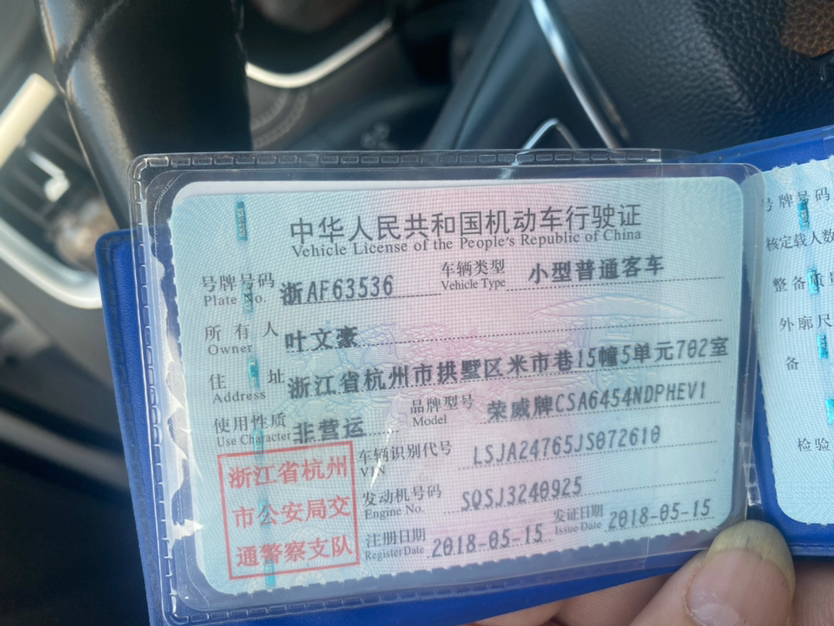 中华人民共和国机动车行驶证
Vehicle License of the People's Republic of China
号牌号码 浙AF63536 车辆类型 小型普通客车
Plate No. Vehicle Type
所有人 叶文豪
Owner
住址 浙江省杭州市拱墅区米市巷15幢5单元702室
Address
使用性质 非营运 品牌型号 荣威牌CSA6454NDPHEV1
Use Character Model
车辆识别代号 LSJA24765JS072610
VIN
发动机号码 SQSJ3240925
Engine No.
注册日期 2018-05-15 发证日期 2018-05-15
Register Date Issue Date
浙江省杭州
市公安局交
通警察支队
号牌号码
核定载人数
整备质
外廓尺
备
检验